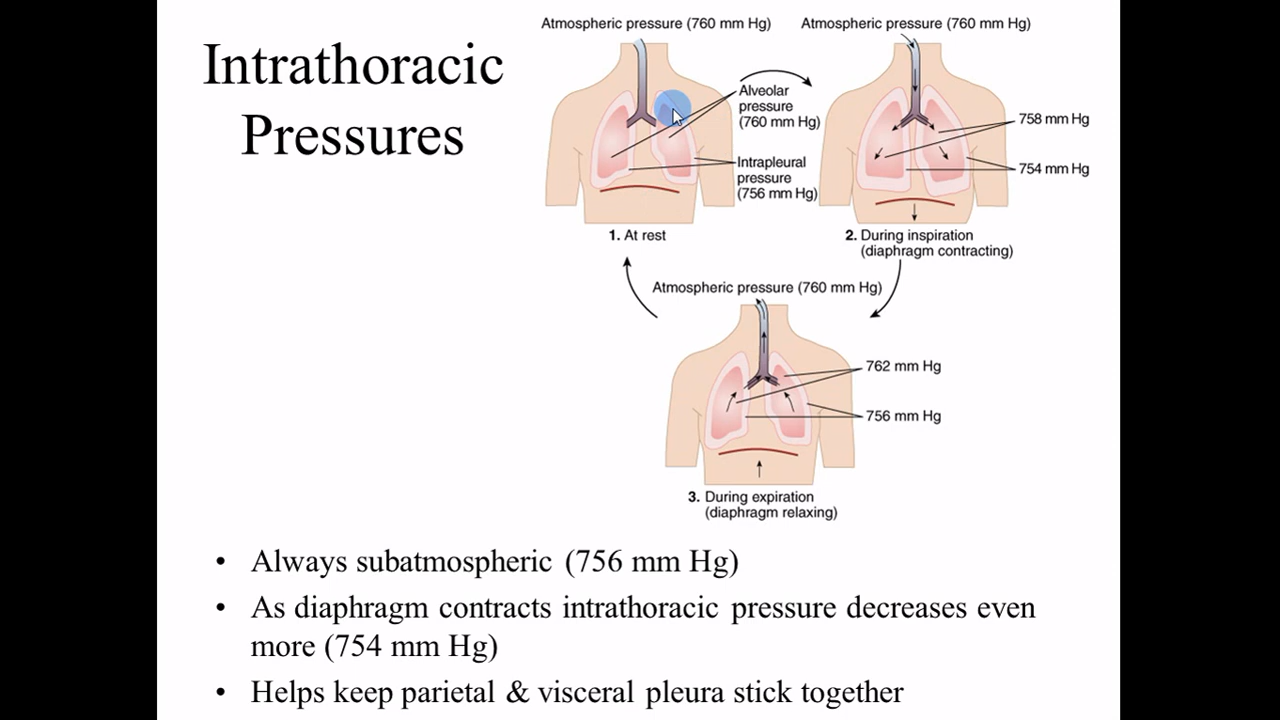 Intrathoracic
Pressures
Atmospheric pressure (760 mm Hg)
Alveolar
pressure
(760 mm Hg)
Intrapleural
pressure
(756 mm Hg)
1. At rest
Atmospheric pressure (760 mm Hg)
758 mm Hg
754 mm Hg
2. During inspiration
(diaphragm contracting)
Atmospheric pressure (760 mm Hg)
762 mm Hg
756 mm Hg
3. During expiration
(diaphragm relaxing)
• Always subatmospheric (756 mm Hg)
• As diaphragm contracts intrathoracic pressure decreases even
more (754 mm Hg)
• Helps keep parietal & visceral pleura stick together